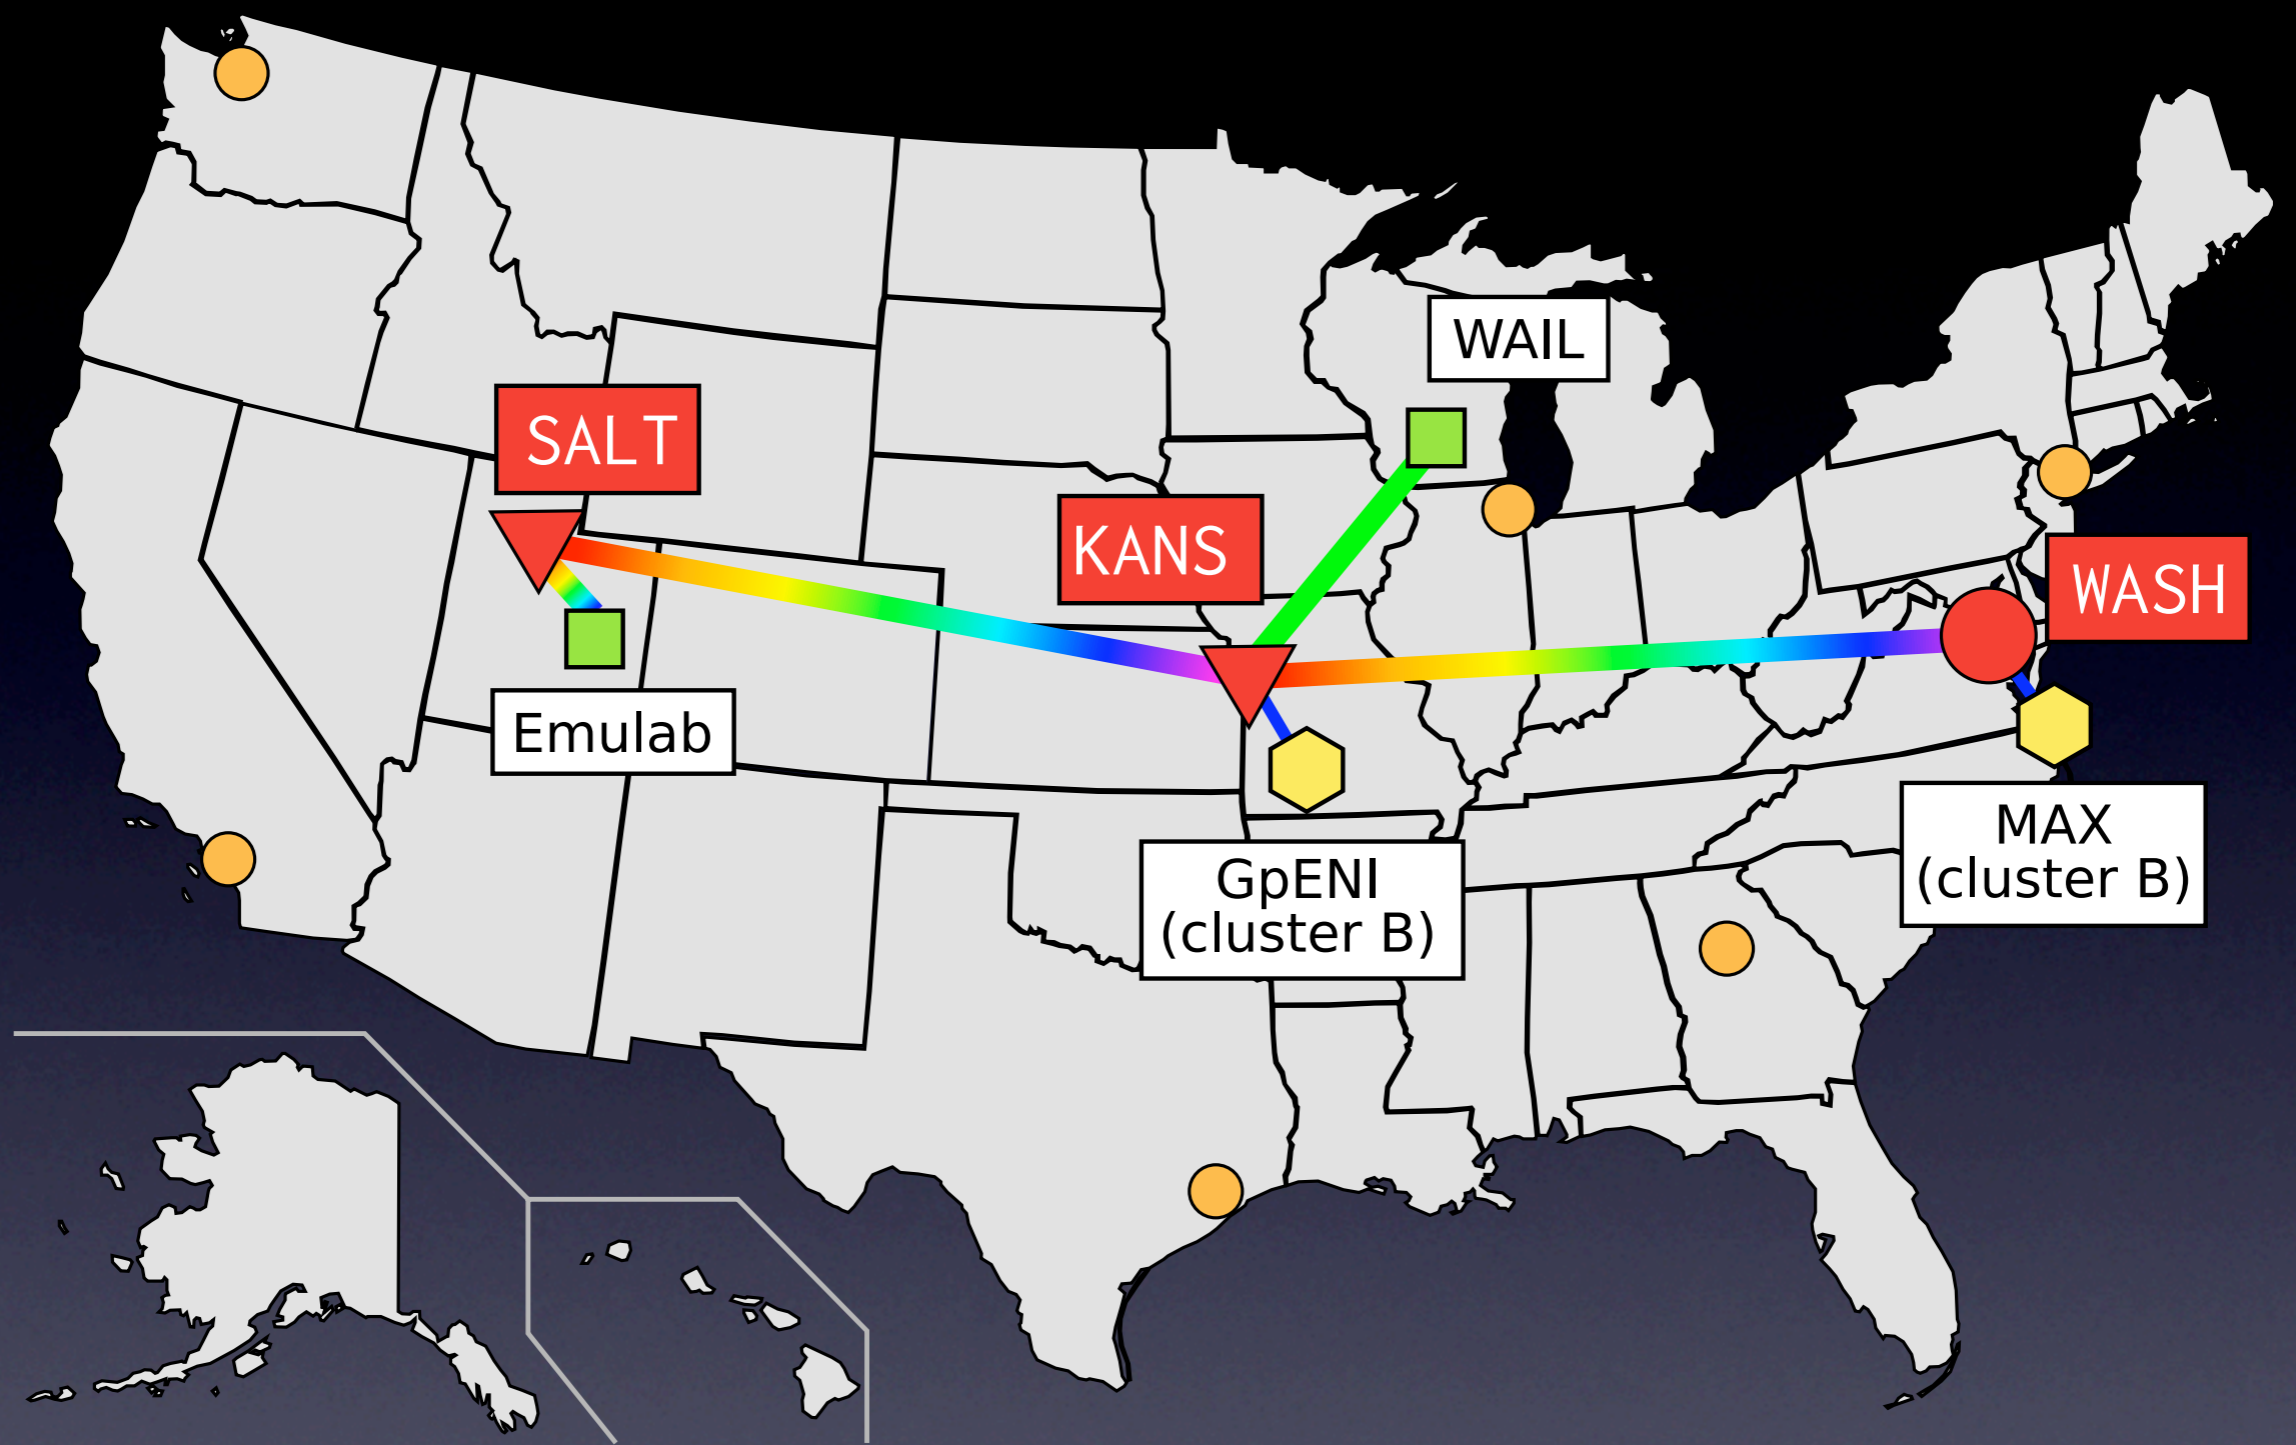 WAIL
SALT
KANS
WASH
Emulab
MAX
(cluster B)
GpENI
(cluster B)